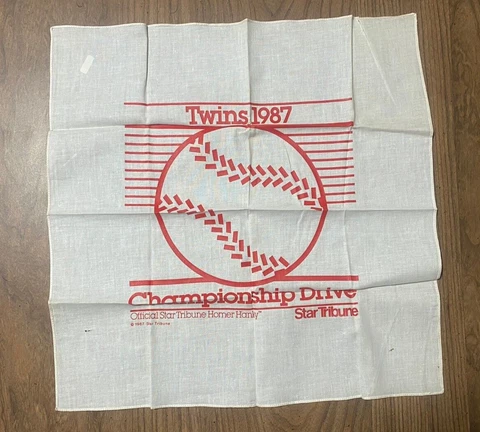 Twins 1987
Championship Drive
Official Star Tribune Homer Hanky™ Star Tribune
© 1987 Star Tribune